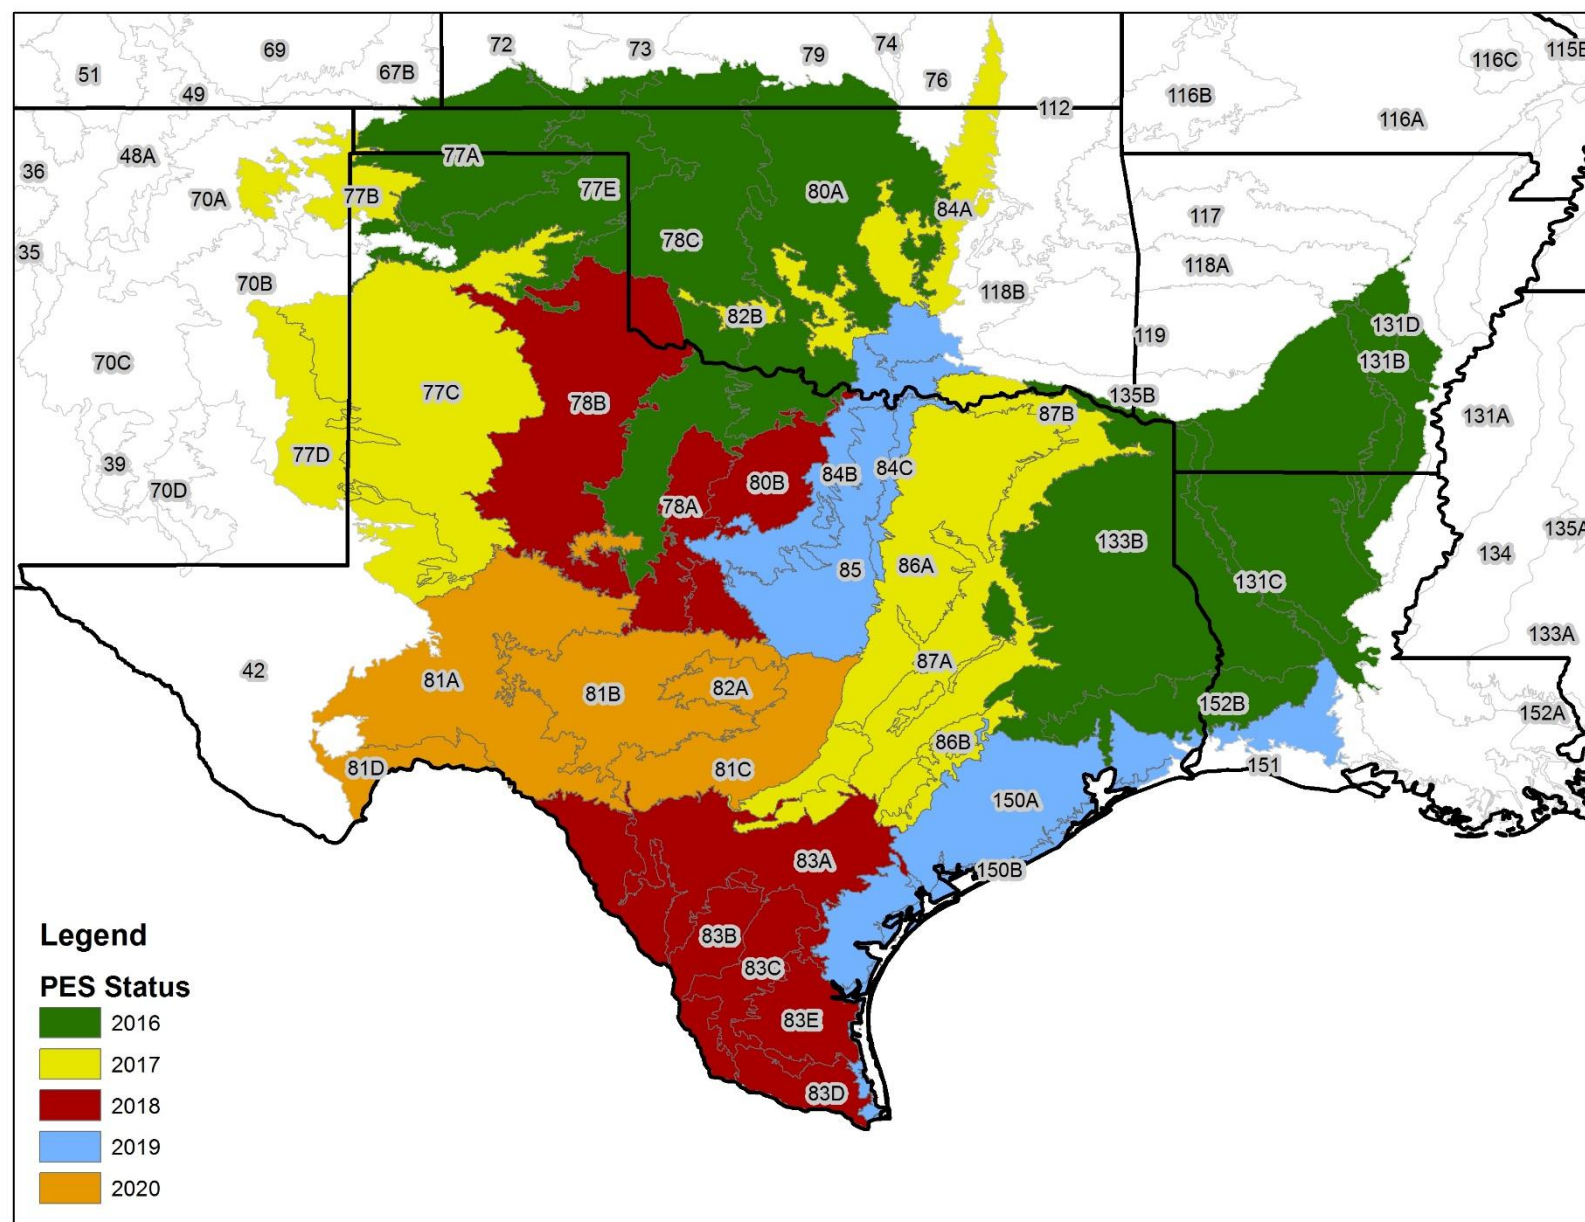 69
72
73
79
74
51
67B
76
116C
115B
49
116B
112
116A
48A
77A
36
70A
77B
77E
80A
84A
117
35
78C
118A
70B
118B
82B
131D
119
70C
131B
77C
78B
135B
87B
131A
77D
39
70D
84B
84C
80B
78A
133B
135A
134
86A
85
131C
133A
42
87A
81A
81B
82A
152B
152A
86B
81D
81C
151
150A
83A
150B
83B
83C
83E
83D
Legend
PES Status
2016
2017
2018
2019
2020